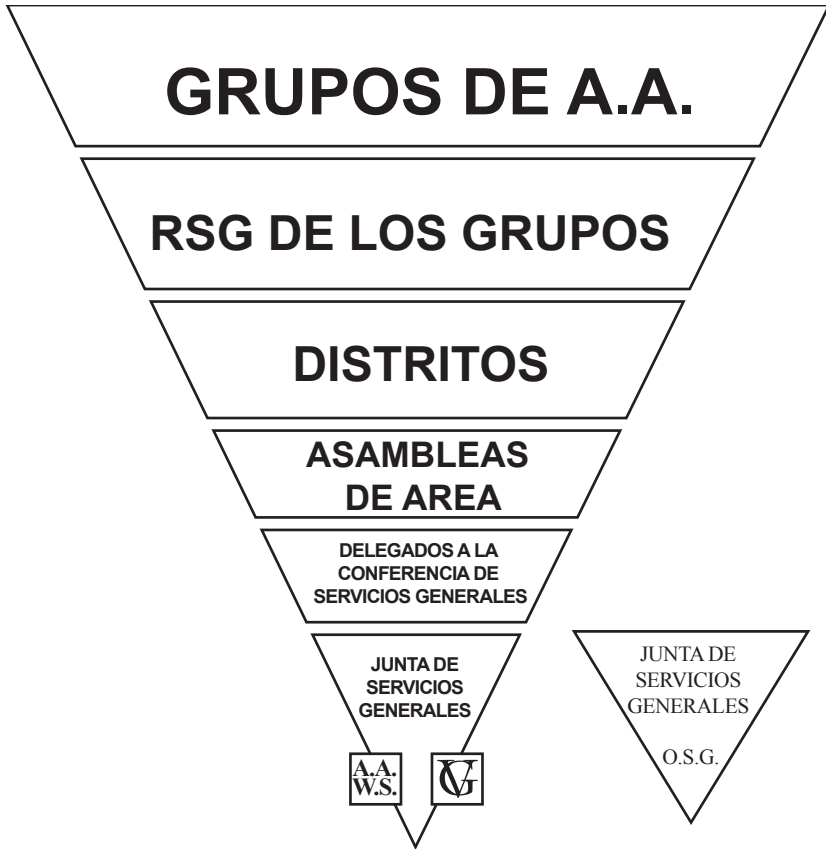 GRUPOS DE A.A.
RSG DE LOS GRUPOS
DISTRITOS
ASAMBLEAS
DE AREA
DELEGADOS A LA
CONFERENCIA DE
SERVICIOS GENERALES
JUNTA DE
SERVICIOS
GENERALES
A.A.
W.S.
GV
JUNTA DE
SERVICIOS
GENERALES
O.S.G.